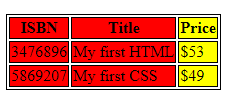 ISBN Title Price
3476896 My first HTML $53
5869207 My first CSS $49